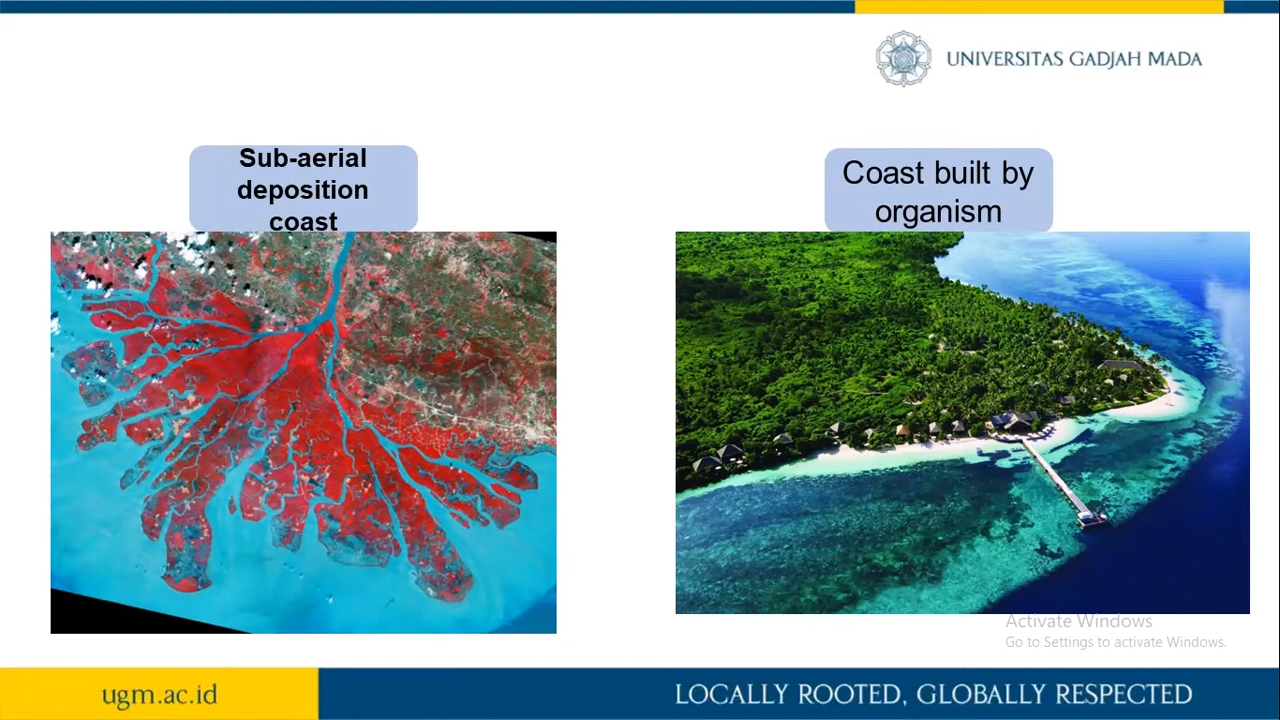 UNIVERSITAS GADJAH MADA
Sub-aerial
deposition
coast
Coast built by
organism
Activate Windows
Go to Settings to activate Windows.
ugm.ac.id
LOCALLY ROOTED, GLOBALLY RESPECTED